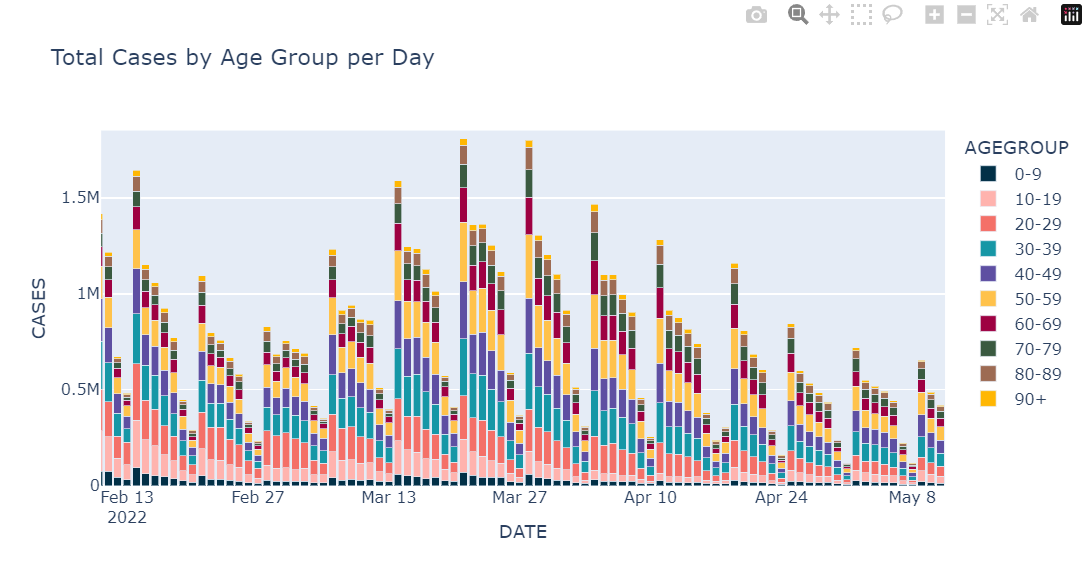 Total Cases by Age Group per Day
AGEGROUP
0-9
10-19
20-29
30-39
40-49
50-59
60-69
70-79
80-89
90+
CASES
1.5M
1M
0.5M
0
Feb 13 Feb 27 Mar 13 Mar 27 Apr 10 Apr 24 May 8
2022
DATE